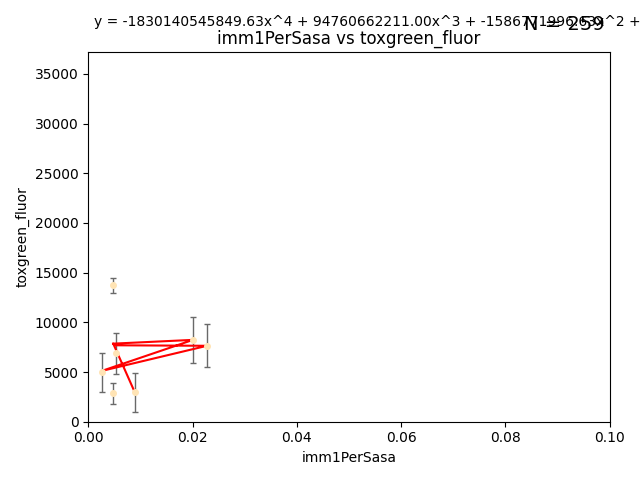 y = -1830140545849.63x^4 + 94760662211.00x^3 +
N = 259
imm1PerSasa vs toxgreen_fluor
35000
30000
25000
20000
15000
10000
5000
0
toxgreen_fluor
0.00
0.02
0.04
0.06
0.08
0.10
imm1PerSasa